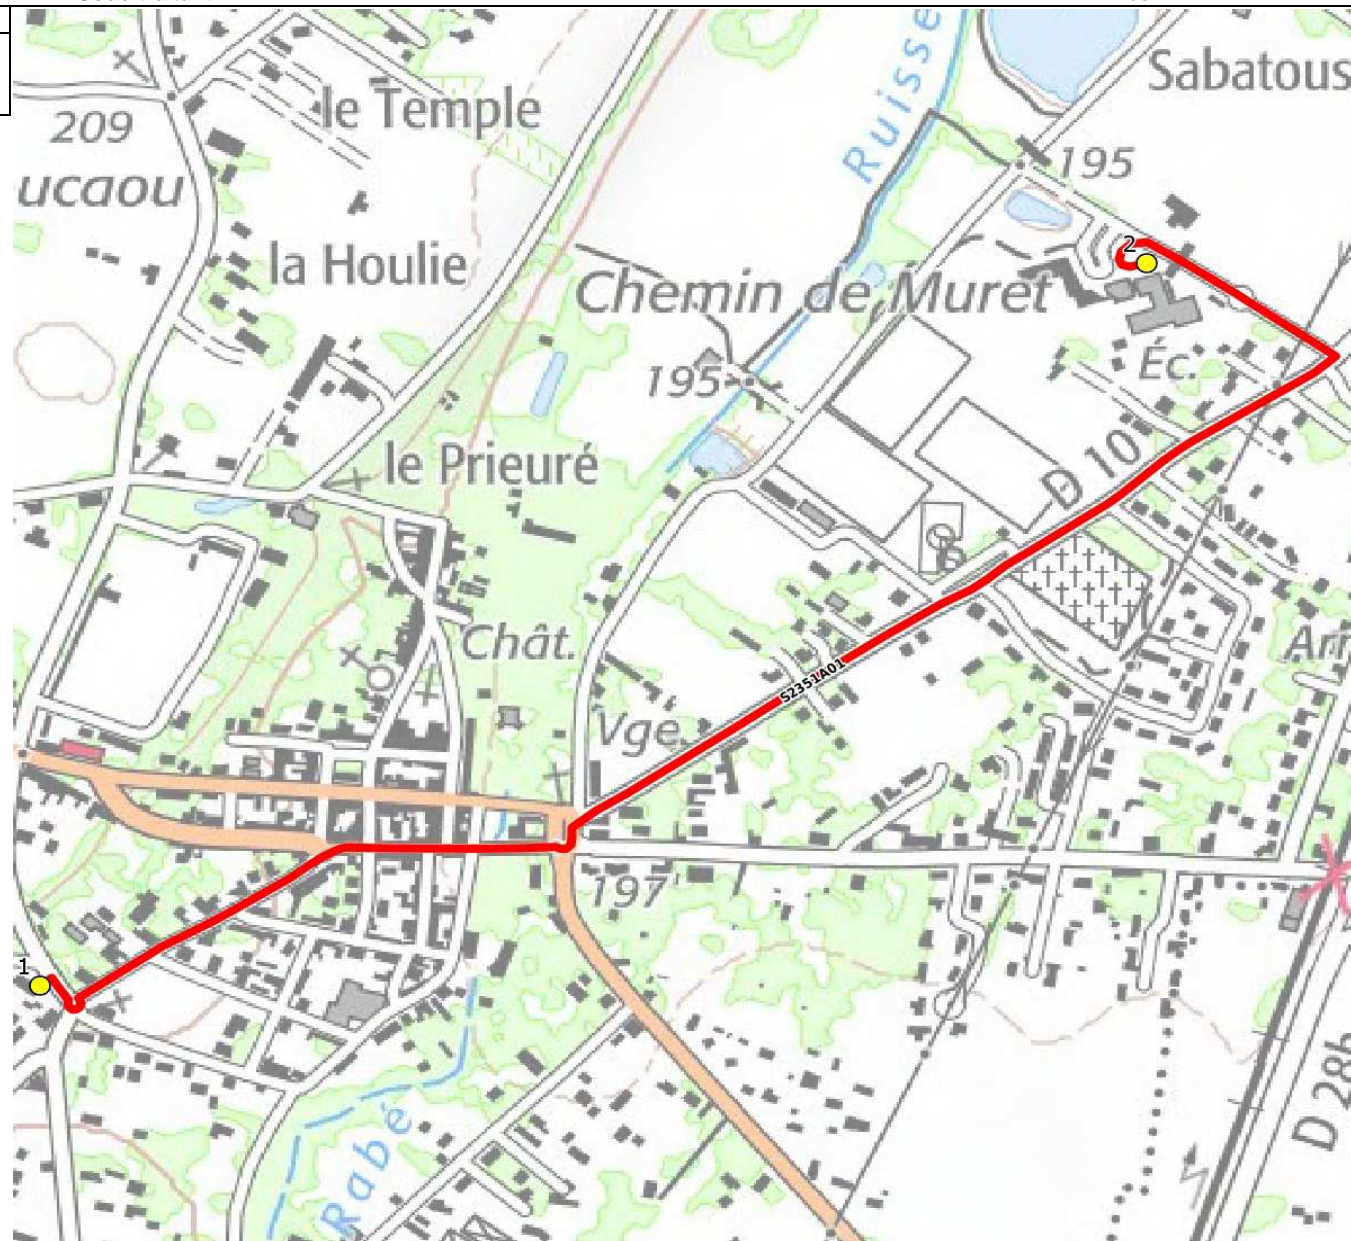 Sabatous
le Temple
209
Ruisse
195
ucaou
2
la Houlie
Chemin de Muret
Éc.
195
le Prieuré
D 10
Chât.
S2351A01
Vge
197
1
D 28b
Rabé